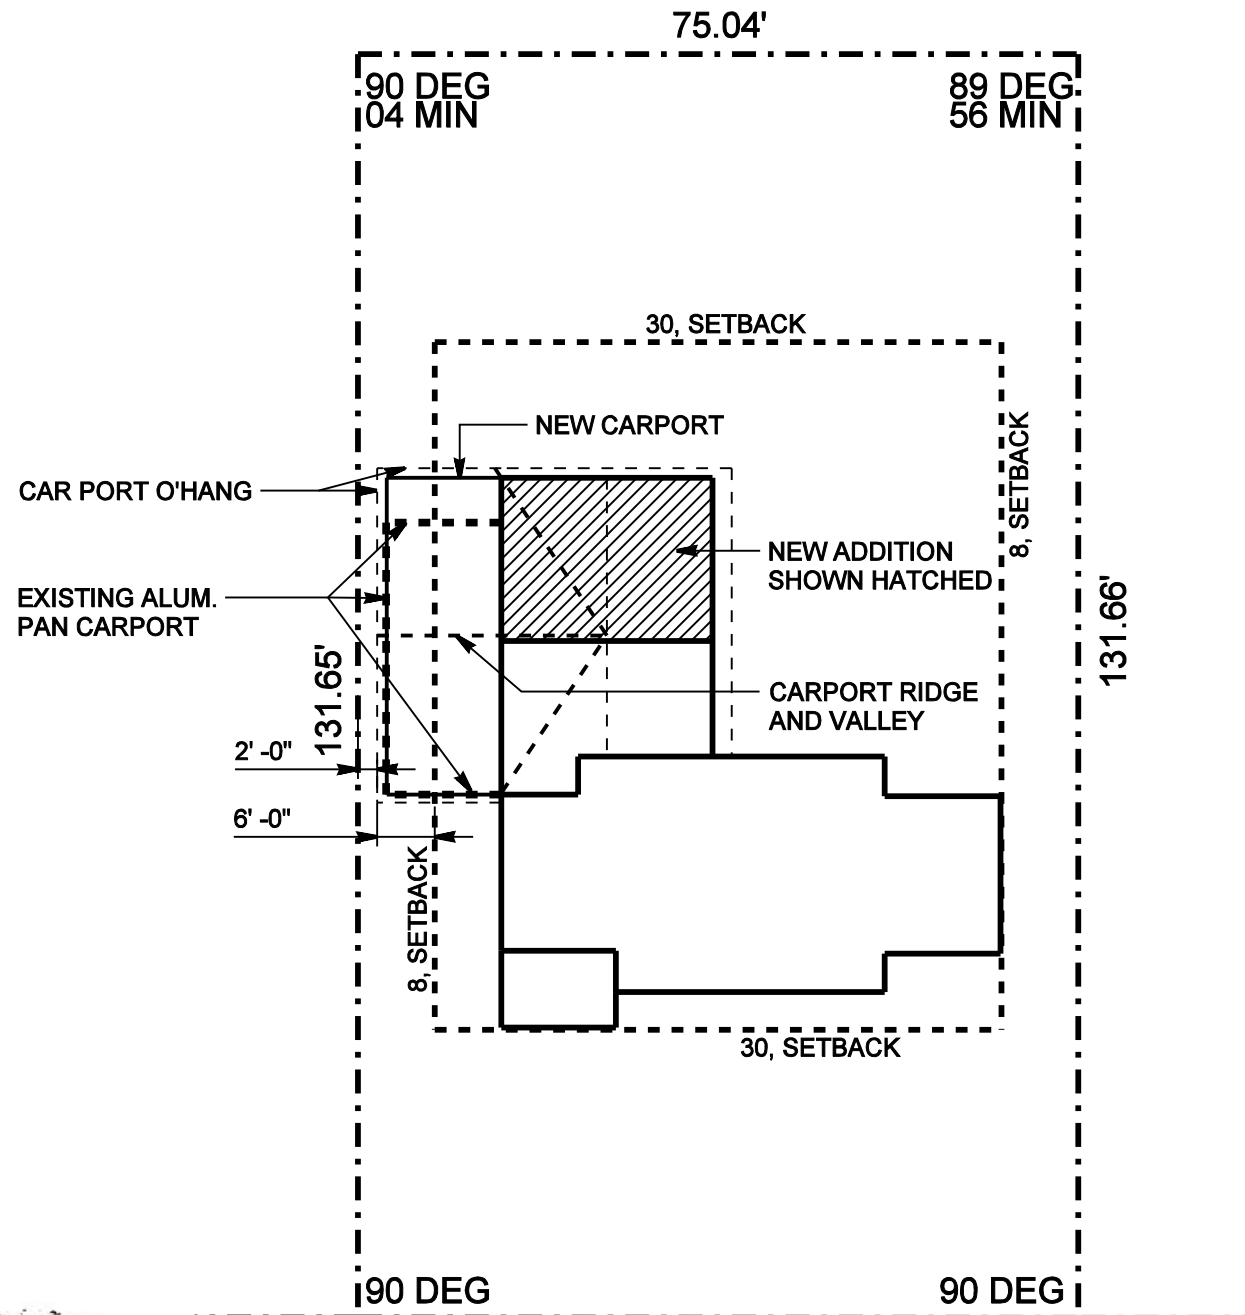 75.04'
90 DEG
04 MIN
89 DEG
56 MIN
30, SETBACK
NEW CARPORT
8, SETBACK
CAR PORT O'HANG
NEW ADDITION
SHOWN HATCHED
EXISTING ALUM.
PAN CARPORT
131.66'
131.65'
CARPORT RIDGE
AND VALLEY
2' -0"
6' -0"
8, SETBACK
30, SETBACK
90 DEG
90 DEG